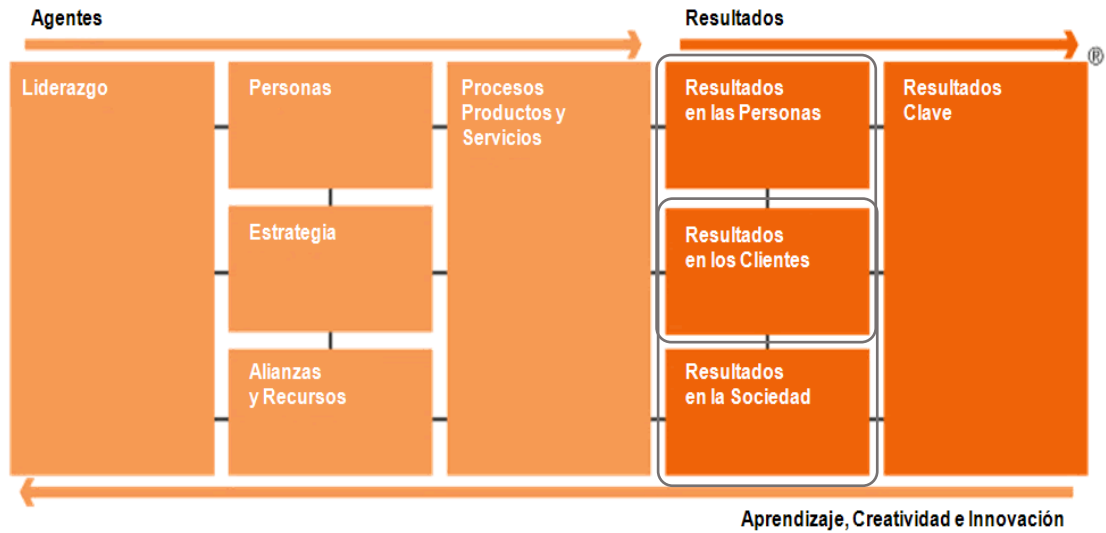 Agentes
Resultados
®
Liderazgo
Personas
Procesos
Productos y
Servicios
Resultados
en las Personas
Resultados
Clave
Estrategia
Resultados
en los Clientes
Alianzas
y Recursos
Resultados
en la Sociedad
Aprendizaje, Creatividad e Innovación